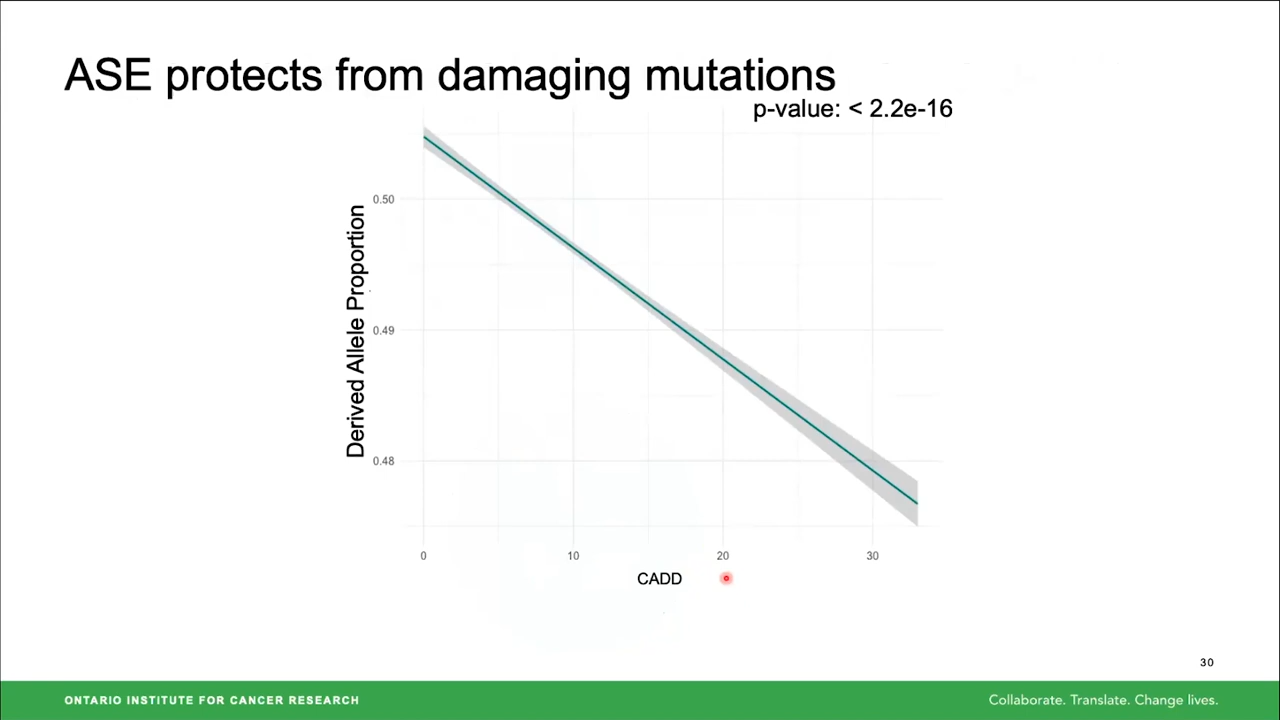 ASE protects from damaging mutations
p-value: < 2.2e-16
Derived Allele Proportion
0.50
0.49
0.48
0
10
20
30
CADD
30
ONTARIO INSTITUTE FOR CANCER RESEARCH
Collaborate. Translate. Change lives.